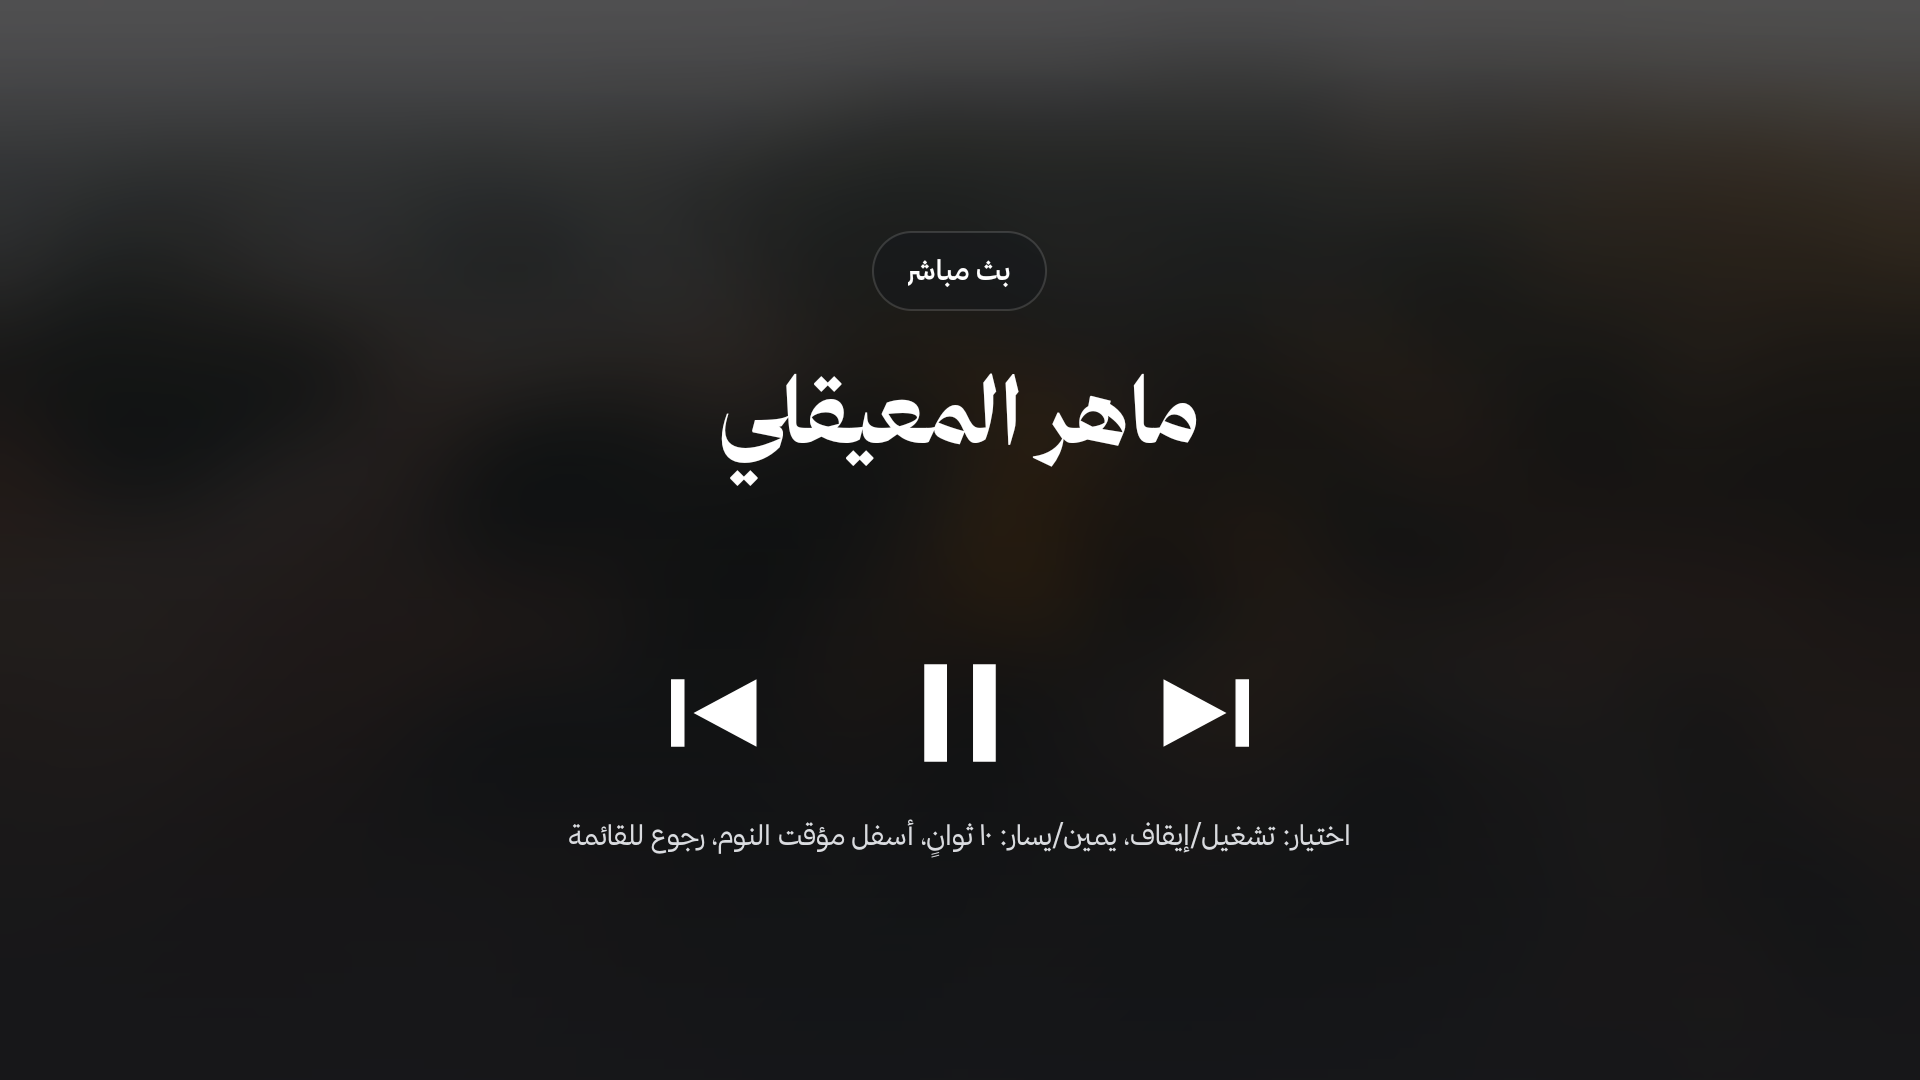 بث مباشر
ماهر المعيقلي
اختيار: تشغيل/إيقاف، يمين/يسار: ١٠ ثوانٍ، أسفل مؤقت النوم، رجوع للقائمة